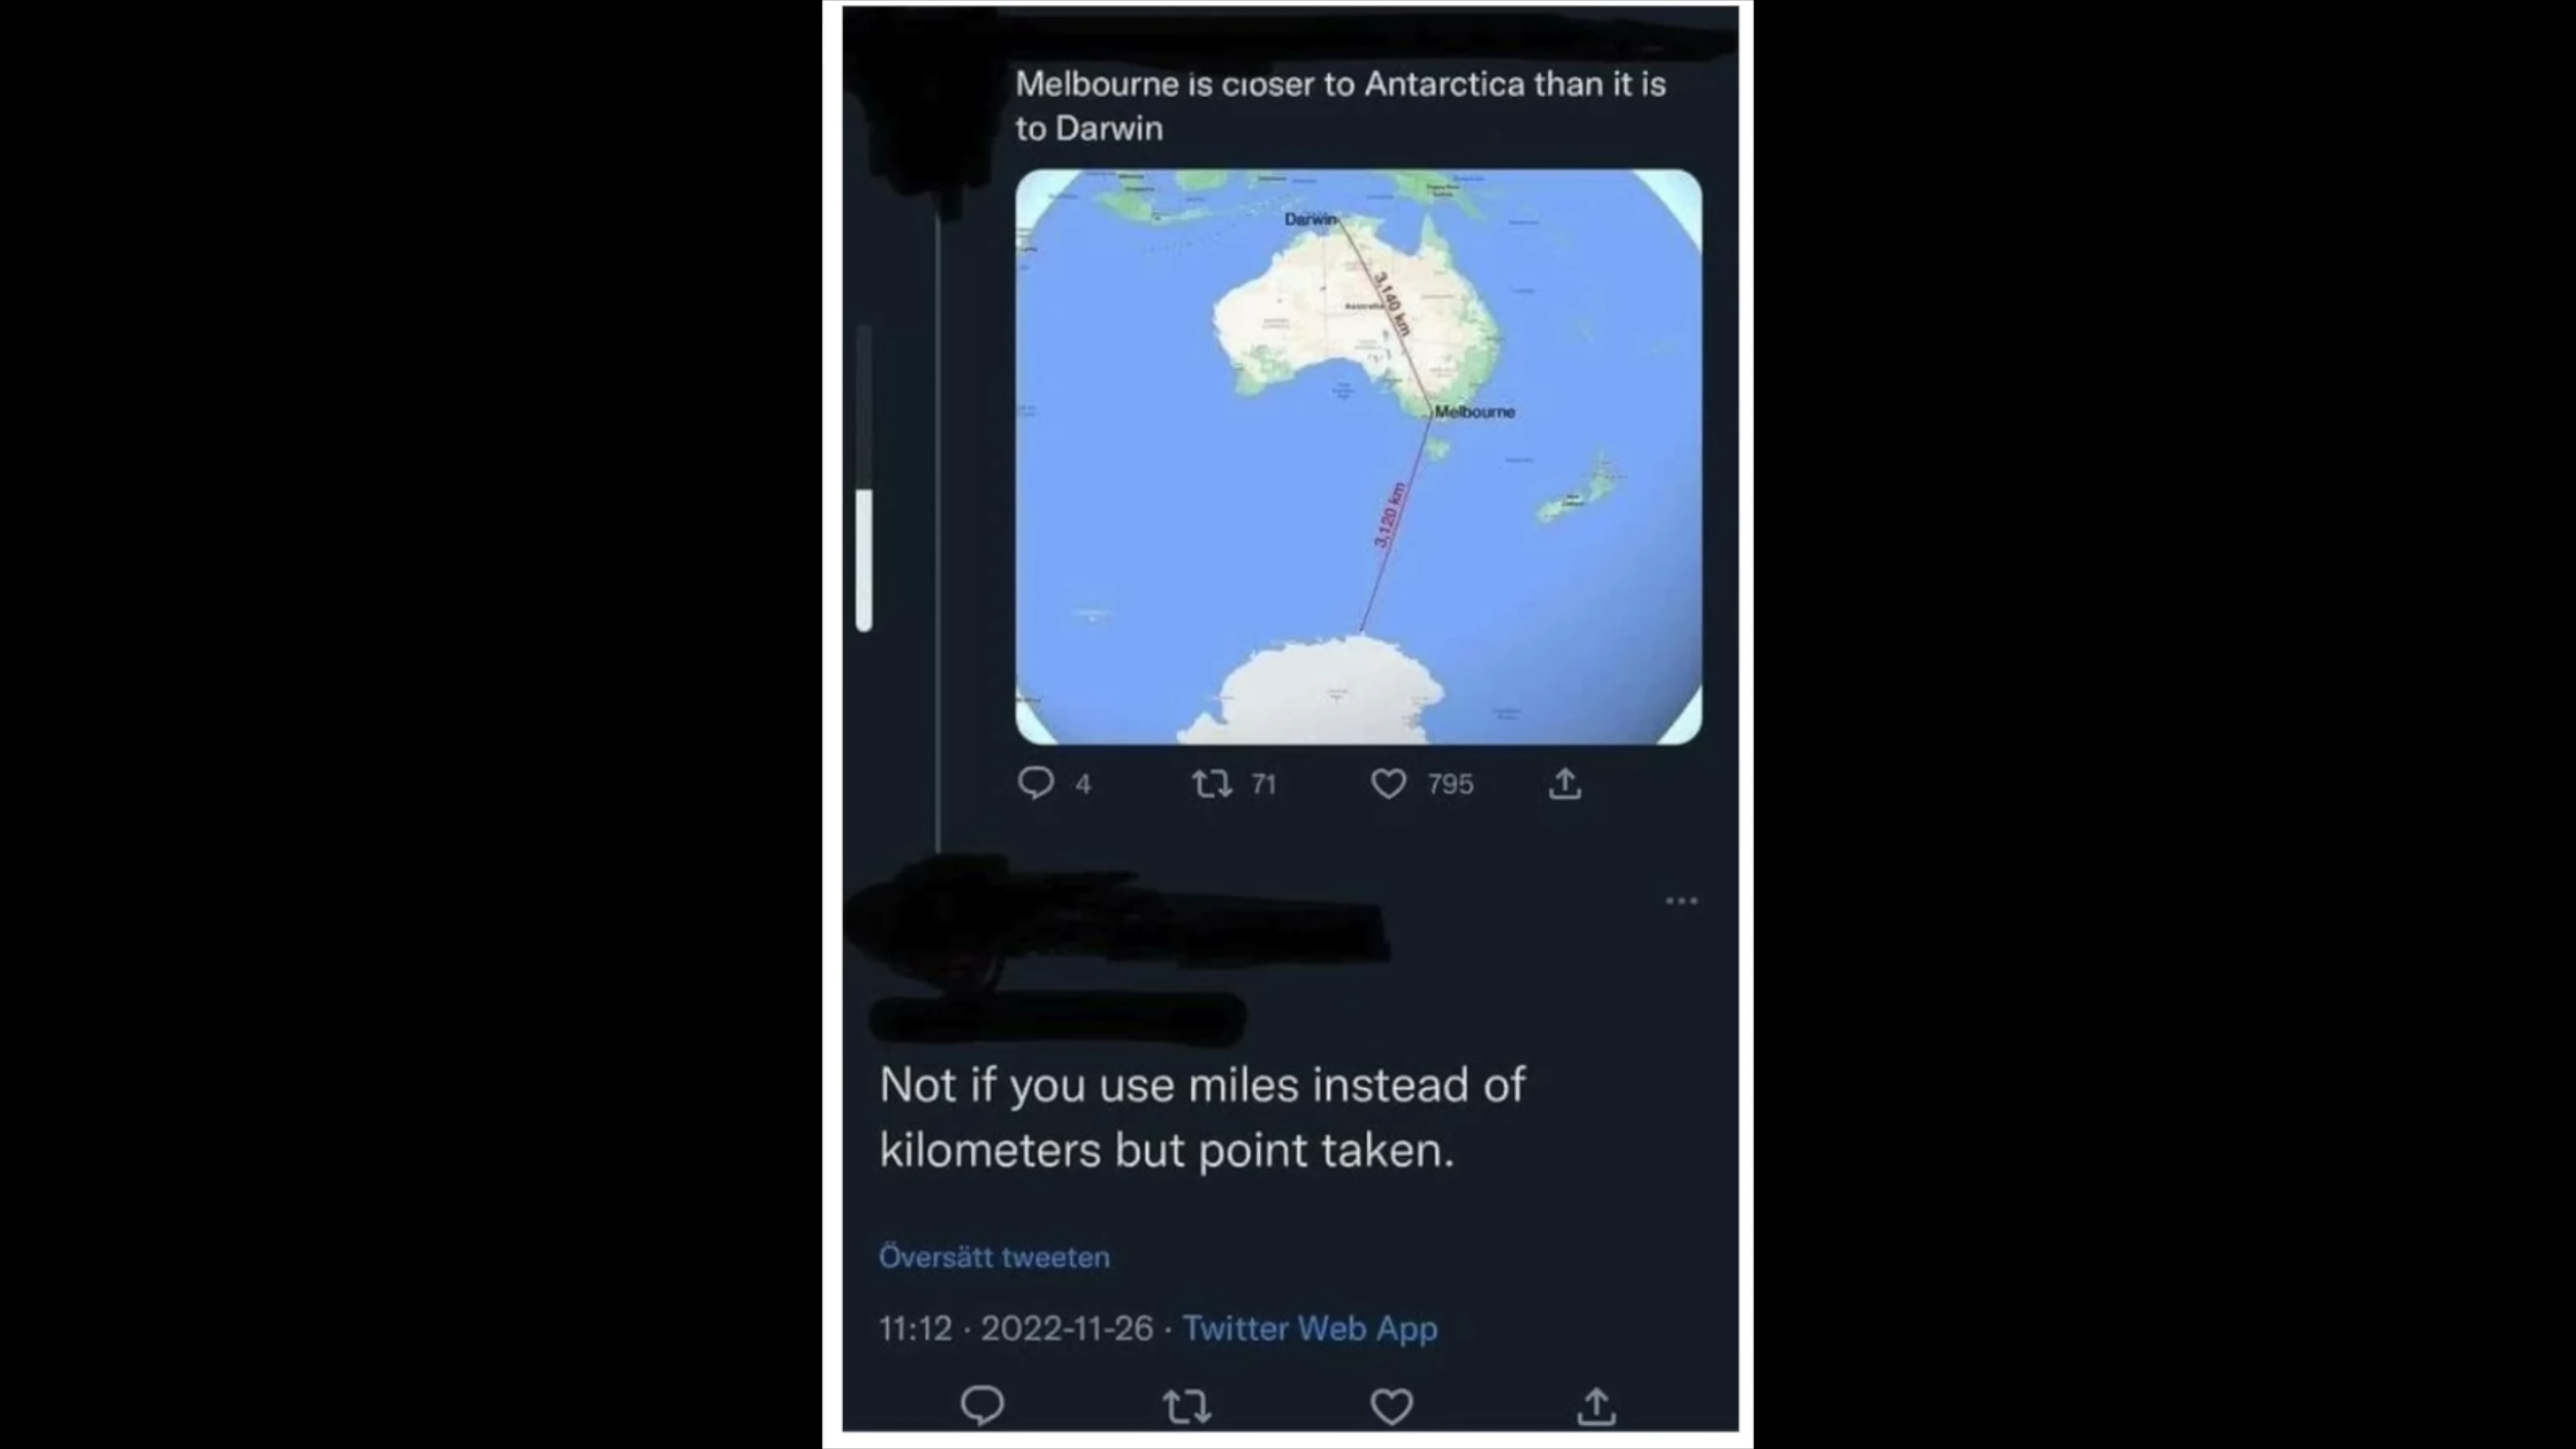 Melbourne is closer to Antarctica than it is
to Darwin
Darwin
3,140 km
Australia
Melbourne
3,120 km
4
71
795
Not if you use miles instead of
kilometers but point taken.
Översätt tweeten
11:12 · 2022-11-26 · Twitter Web App